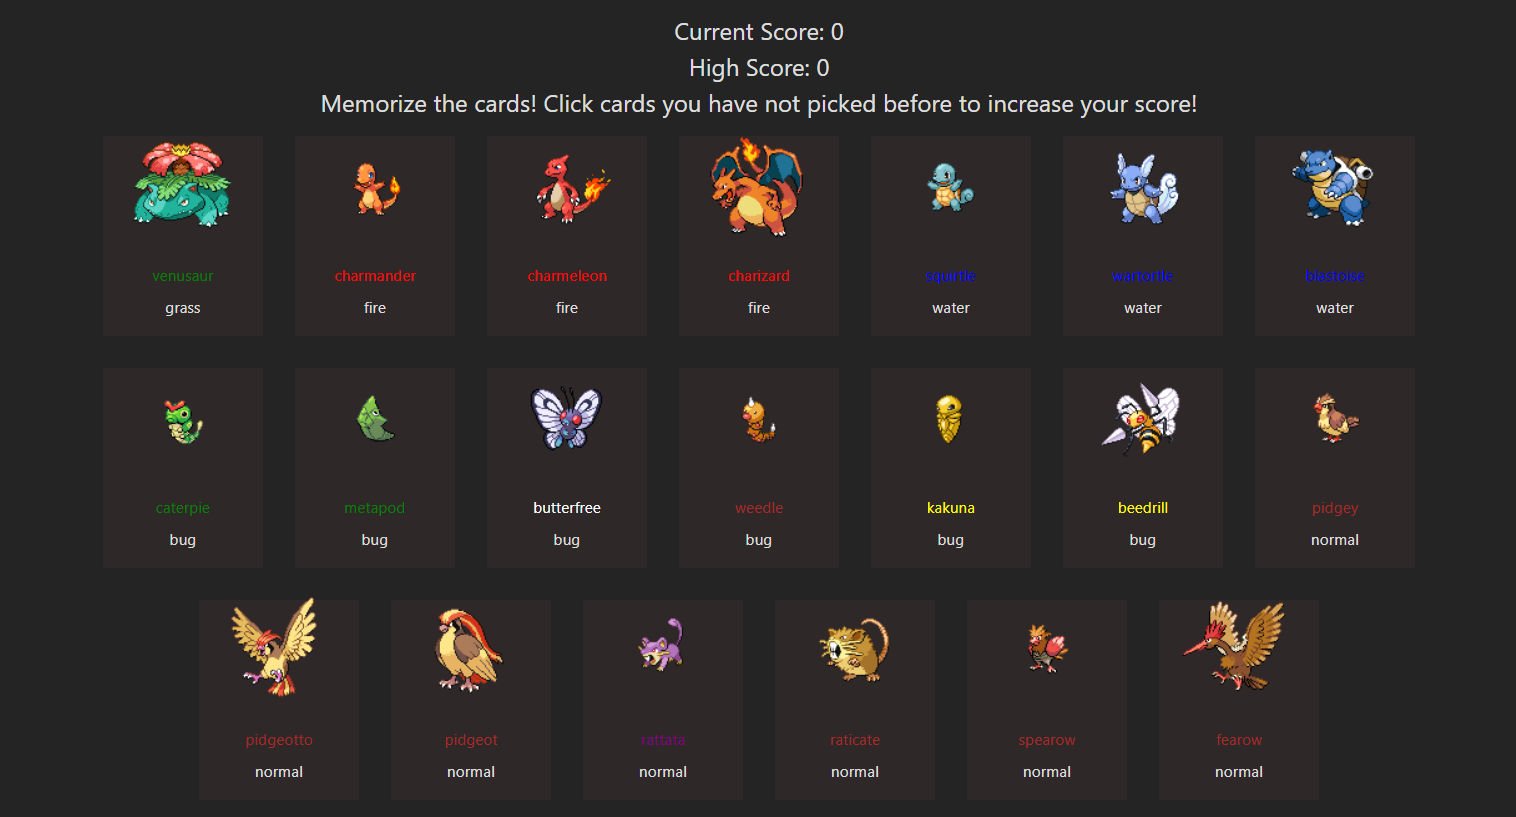 Current Score: 0
High Score: 0
Memorize the cards! Click cards you have not picked before to increase your score!
venusaur charmander charmeleon charizard squirtle wartortle blastoise
grass fire fire fire water water water
caterpie metapod butterfree weedle kakuna beedrill pidgey
bug bug bug bug bug bug normal
pidgeotto pidgeot rattata raticate spearow fearow
normal normal normal normal normal normal